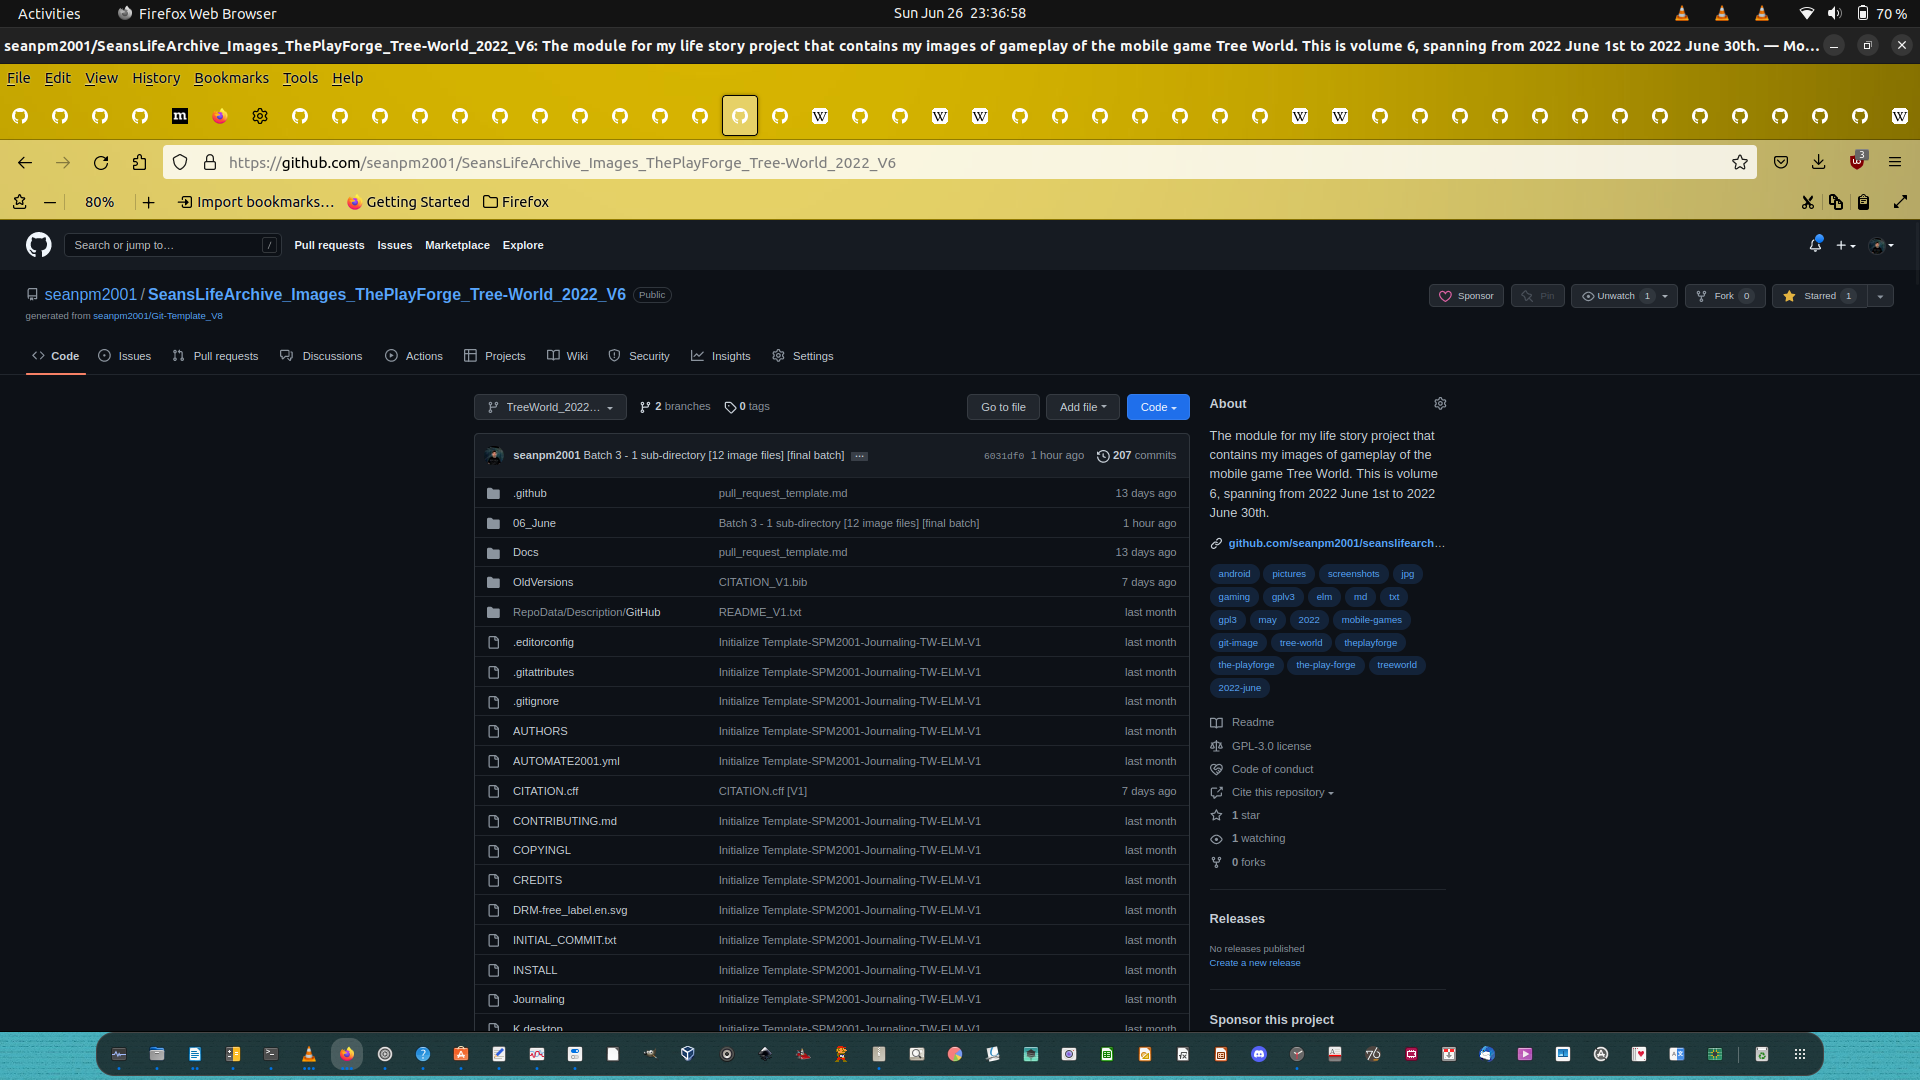 Activities
Firefox Web Browser
Sun Jun 26 23:36:58
70 %
seanpm2001/SeansLifeArchive_Images_ThePlayForge_Tree-World_2022_V6: The module for my life story project that contains my images of gameplay of the mobile game Tree World. This is volume 6, spanning from 2022 June 1st to 2022 June 30th. — Mo…
File Edit View History Bookmarks Tools Help
https://github.com/seanpm2001/SeansLifeArchive_Images_ThePlayForge_Tree-World_2022_V6
3
80%
Import bookmarks…
Getting Started
Firefox
Search or jump to…
/
Pull requests Issues Marketplace Explore
seanpm2001 / SeansLifeArchive_Images_ThePlayForge_Tree-World_2022_V6 Public
generated from seanpm2001/Git-Template_V8
Sponsor
Pin
Unwatch 1
Fork 0
Starred 1
Code Issues Pull requests Discussions Actions Projects Wiki Security Insights Settings
TreeWorld_2022…
2 branches
0 tags
Go to file
Add file
Code
seanpm2001 Batch 3 - 1 sub-directory [12 image files] [final batch] … 6031df0 1 hour ago 207 commits
.github pull_request_template.md 13 days ago
06_June Batch 3 - 1 sub-directory [12 image files] [final batch] 1 hour ago
Docs pull_request_template.md 13 days ago
OldVersions CITATION_V1.bib 7 days ago
RepoData/Description/GitHub README_V1.txt last month
.editorconfig Initialize Template-SPM2001-Journaling-TW-ELM-V1 last month
.gitattributes Initialize Template-SPM2001-Journaling-TW-ELM-V1 last month
.gitignore Initialize Template-SPM2001-Journaling-TW-ELM-V1 last month
AUTHORS Initialize Template-SPM2001-Journaling-TW-ELM-V1 last month
AUTOMATE2001.yml Initialize Template-SPM2001-Journaling-TW-ELM-V1 last month
CITATION.cff CITATION.cff [V1] 7 days ago
CONTRIBUTING.md Initialize Template-SPM2001-Journaling-TW-ELM-V1 last month
COPYINGL Initialize Template-SPM2001-Journaling-TW-ELM-V1 last month
CREDITS Initialize Template-SPM2001-Journaling-TW-ELM-V1 last month
DRM-free_label.en.svg Initialize Template-SPM2001-Journaling-TW-ELM-V1 last month
INITIAL_COMMIT.txt Initialize Template-SPM2001-Journaling-TW-ELM-V1 last month
INSTALL Initialize Template-SPM2001-Journaling-TW-ELM-V1 last month
Journaling Initialize Template-SPM2001-Journaling-TW-ELM-V1 last month
K.desktop Initialize Template-SPM2001-Journaling-TW-ELM-V1 last month
About
The module for my life story project that
contains my images of gameplay of the
mobile game Tree World. This is volume
6, spanning from 2022 June 1st to 2022
June 30th.
github.com/seanpm2001/seanslifearch…
android pictures screenshots jpg
gaming gplv3 elm md txt
gpl3 may 2022 mobile-games
git-image tree-world theplayforge
the-playforge the-play-forge treeworld
2022-june
Readme
GPL-3.0 license
Code of conduct
Cite this repository
1 star
1 watching
0 forks
Releases
No releases published
Create a new release
Sponsor this project